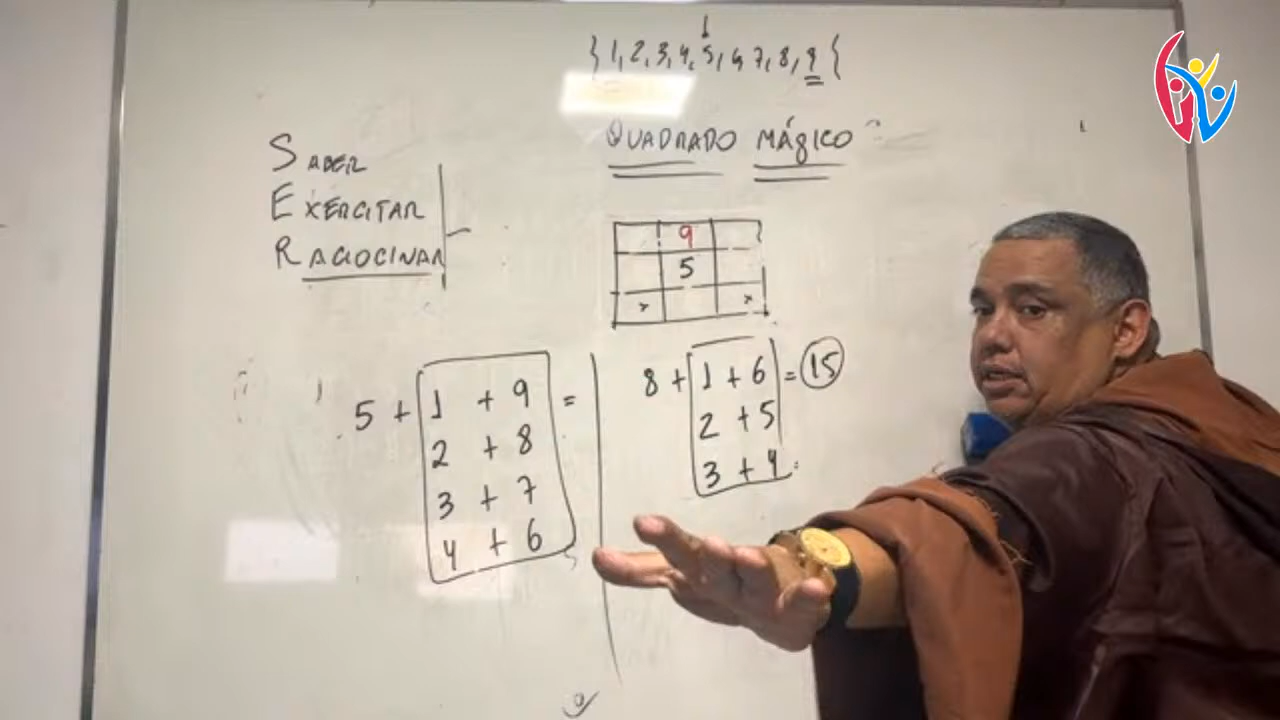 {1,2,3,4,5,6,7,8,9{
QUADRADO MÁGICO
SABER
EXERCITAR
RACIOCINAR
9
5
x x
5 + 1 + 9 =
2 + 8
3 + 7
4 + 6
8 + 1 + 6 = 15
2 + 5
3 + 4